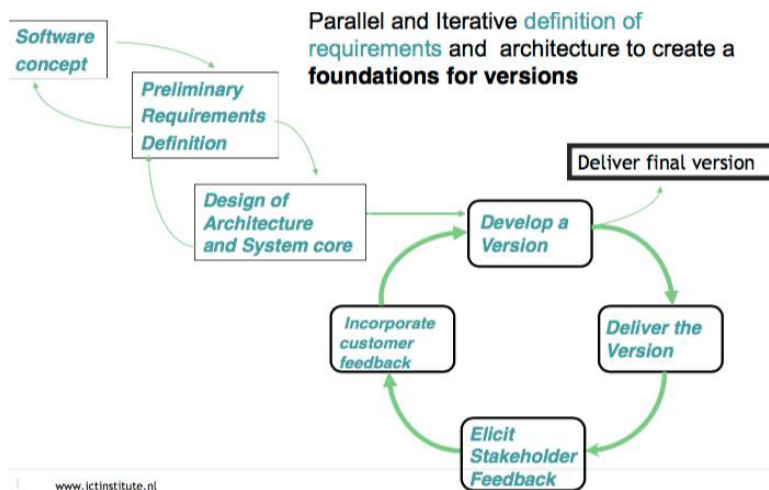 Parallel and Iterative definition of
requirements and architecture to create a
foundations for versions
Software
concept
Preliminary
Requirements
Definition
Deliver final version
Design of
Architecture
and System core
Develop a
Version
Incorporate
customer
feedback
Deliver the
Version
Elicit
Stakeholder
Feedback
www.ictinstitute.nl